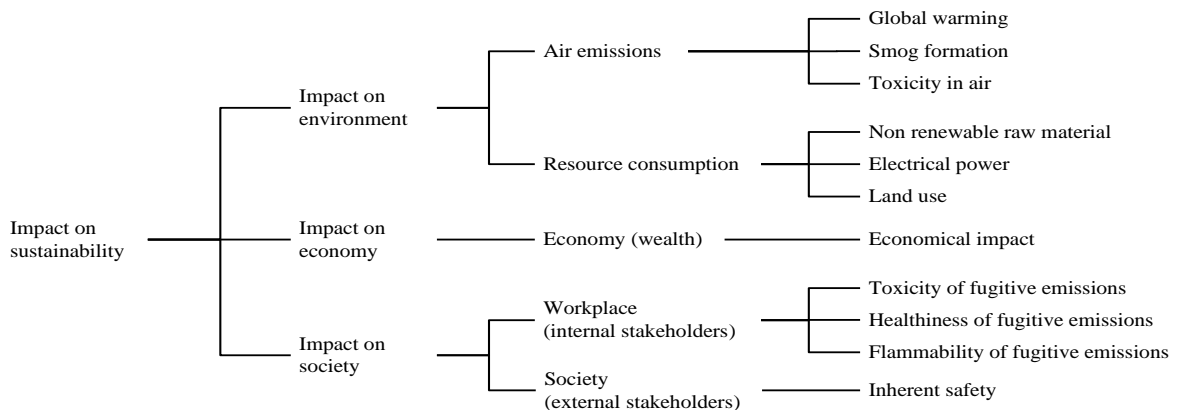 Global warming
Air emissions
Smog formation
Toxicity in air
Impact on
environment
Non renewable raw material
Resource consumption
Electrical power
Land use
Impact on
sustainability
Impact on
economy
Economy (wealth)
Economical impact
Toxicity of fugitive emissions
Workplace
(internal stakeholders)
Healthiness of fugitive emissions
Flammability of fugitive emissions
Impact on
society
Society
(external stakeholders)
Inherent safety